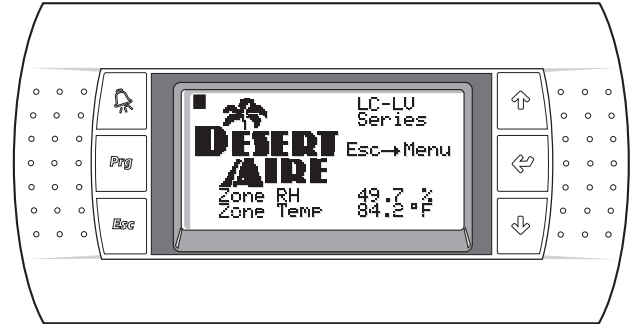 LC-LV
Series
DESERT
AIRE
Esc→Menu
Zone RH 49.7 %
Zone Temp 84.2°F
Prg
Esc